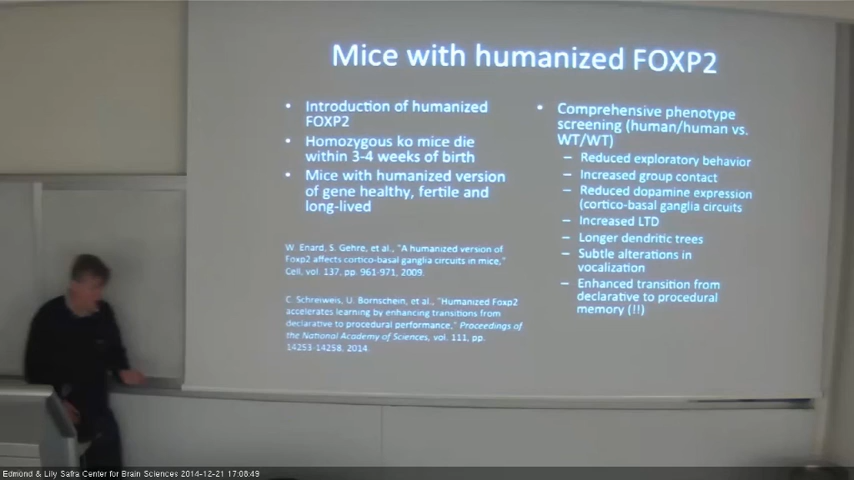 Mice with humanized FOXP2
• Introduction of humanized
FOXP2
• Homozygous ko mice die
within 3-4 weeks of birth
• Mice with humanized version
of gene healthy, fertile and
long-lived
W. Enard, S. Gehre, et al., "A humanized version of
Foxp2 affects cortico-basal ganglia circuits in mice,"
Cell, vol. 137, pp. 961-971, 2009.
C. Schreiweis, U. Bornschein, et al., "Humanized Foxp2
accelerates learning by enhancing transitions from
declarative to procedural performance," Proceedings of
the National Academy of Sciences, vol. 111, pp.
14253-14258, 2014.
• Comprehensive phenotype
screening (human/human vs.
WT/WT)
– Reduced exploratory behavior
– Increased group contact
– Reduced dopamine expression
(cortico-basal ganglia circuits
– Increased LTD
– Longer dendritic trees
– Subtle alterations in
vocalization
– Enhanced transition from
declarative to procedural
memory (!!)
Edmond & Lily Safra Center for Brain Sciences 2014-12-21 17:08:49